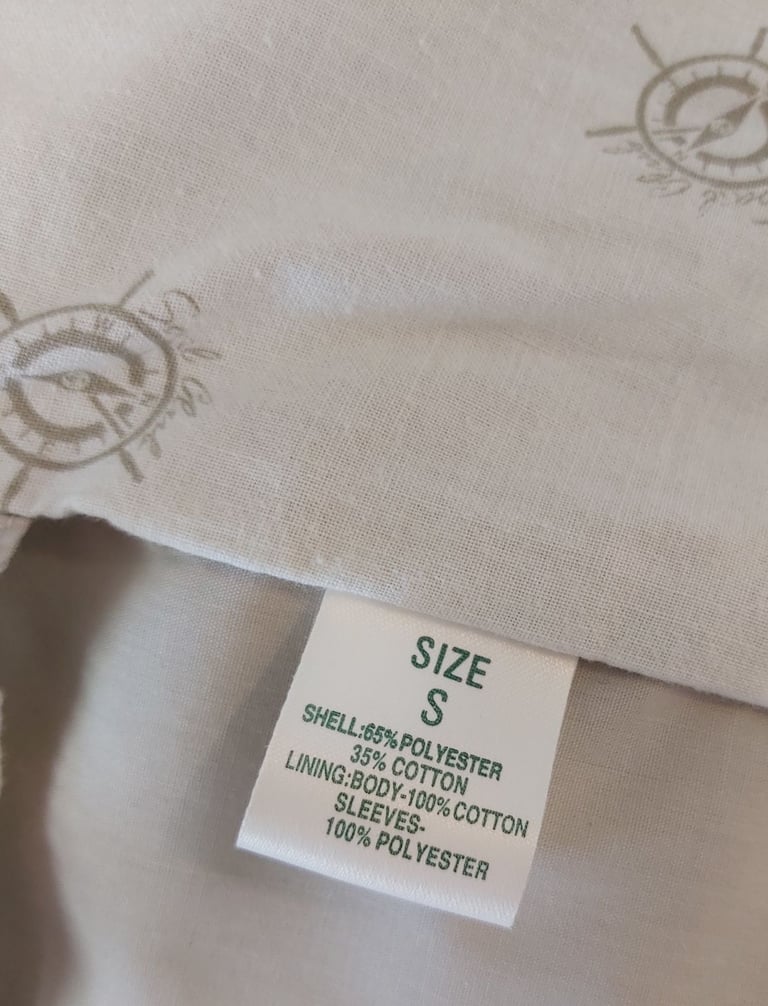 SIZE
S
SHELL:65% POLYESTER
35% COTTON
LINING:BODY-100% COTTON
SLEEVES-
100% POLYESTER